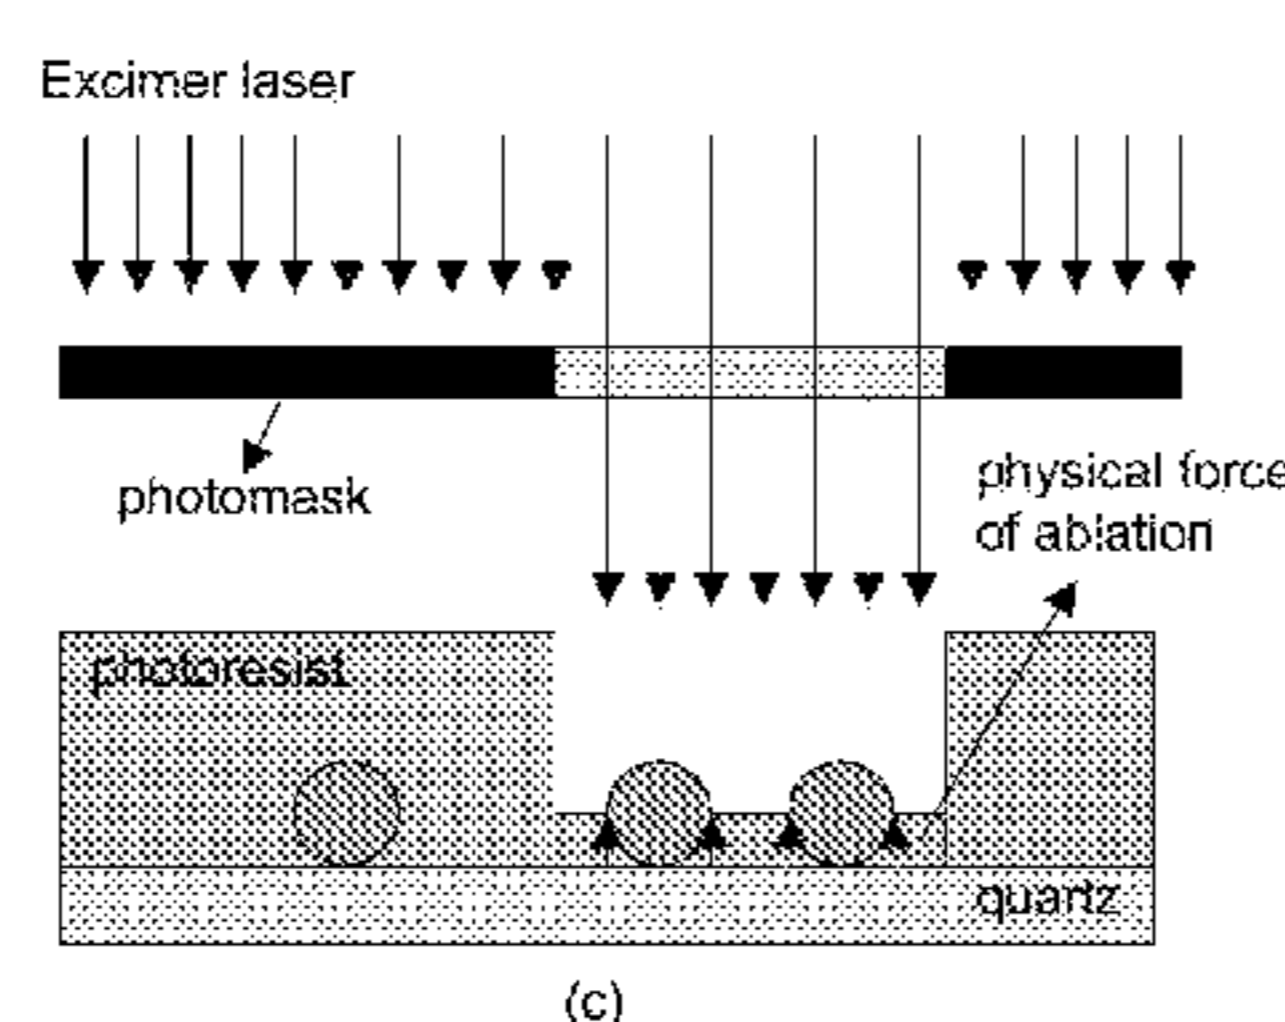 Excimer laser
photomask
physical force
of ablation
photoresist
quartz
(c)